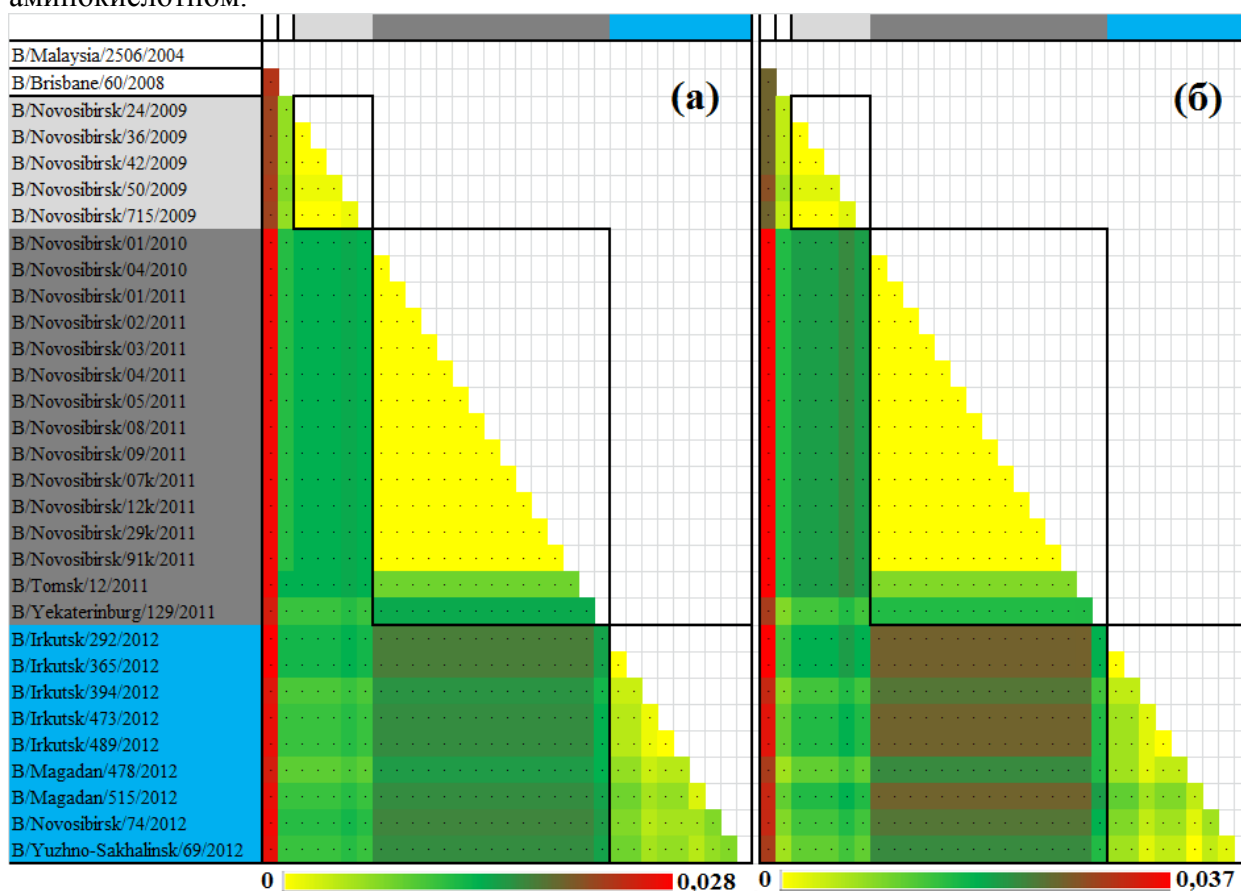 аминокислотном.
B/Malaysia/2506/2004
B/Brisbane/60/2008
(а)
(б)
B/Novosibirsk/24/2009
B/Novosibirsk/36/2009
B/Novosibirsk/42/2009
B/Novosibirsk/50/2009
B/Novosibirsk/715/2009
B/Novosibirsk/01/2010
B/Novosibirsk/04/2010
B/Novosibirsk/01/2011
B/Novosibirsk/02/2011
B/Novosibirsk/03/2011
B/Novosibirsk/04/2011
B/Novosibirsk/05/2011
B/Novosibirsk/08/2011
B/Novosibirsk/09/2011
B/Novosibirsk/07k/2011
B/Novosibirsk/12k/2011
B/Novosibirsk/29k/2011
B/Novosibirsk/91k/2011
B/Tomsk/12/2011
B/Yekaterinburg/129/2011
B/Irkutsk/292/2012
B/Irkutsk/365/2012
B/Irkutsk/394/2012
B/Irkutsk/473/2012
B/Irkutsk/489/2012
B/Magadan/478/2012
B/Magadan/515/2012
B/Novosibirsk/74/2012
B/Yuzhno-Sakhalinsk/69/2012
0 0,028 0 0,037